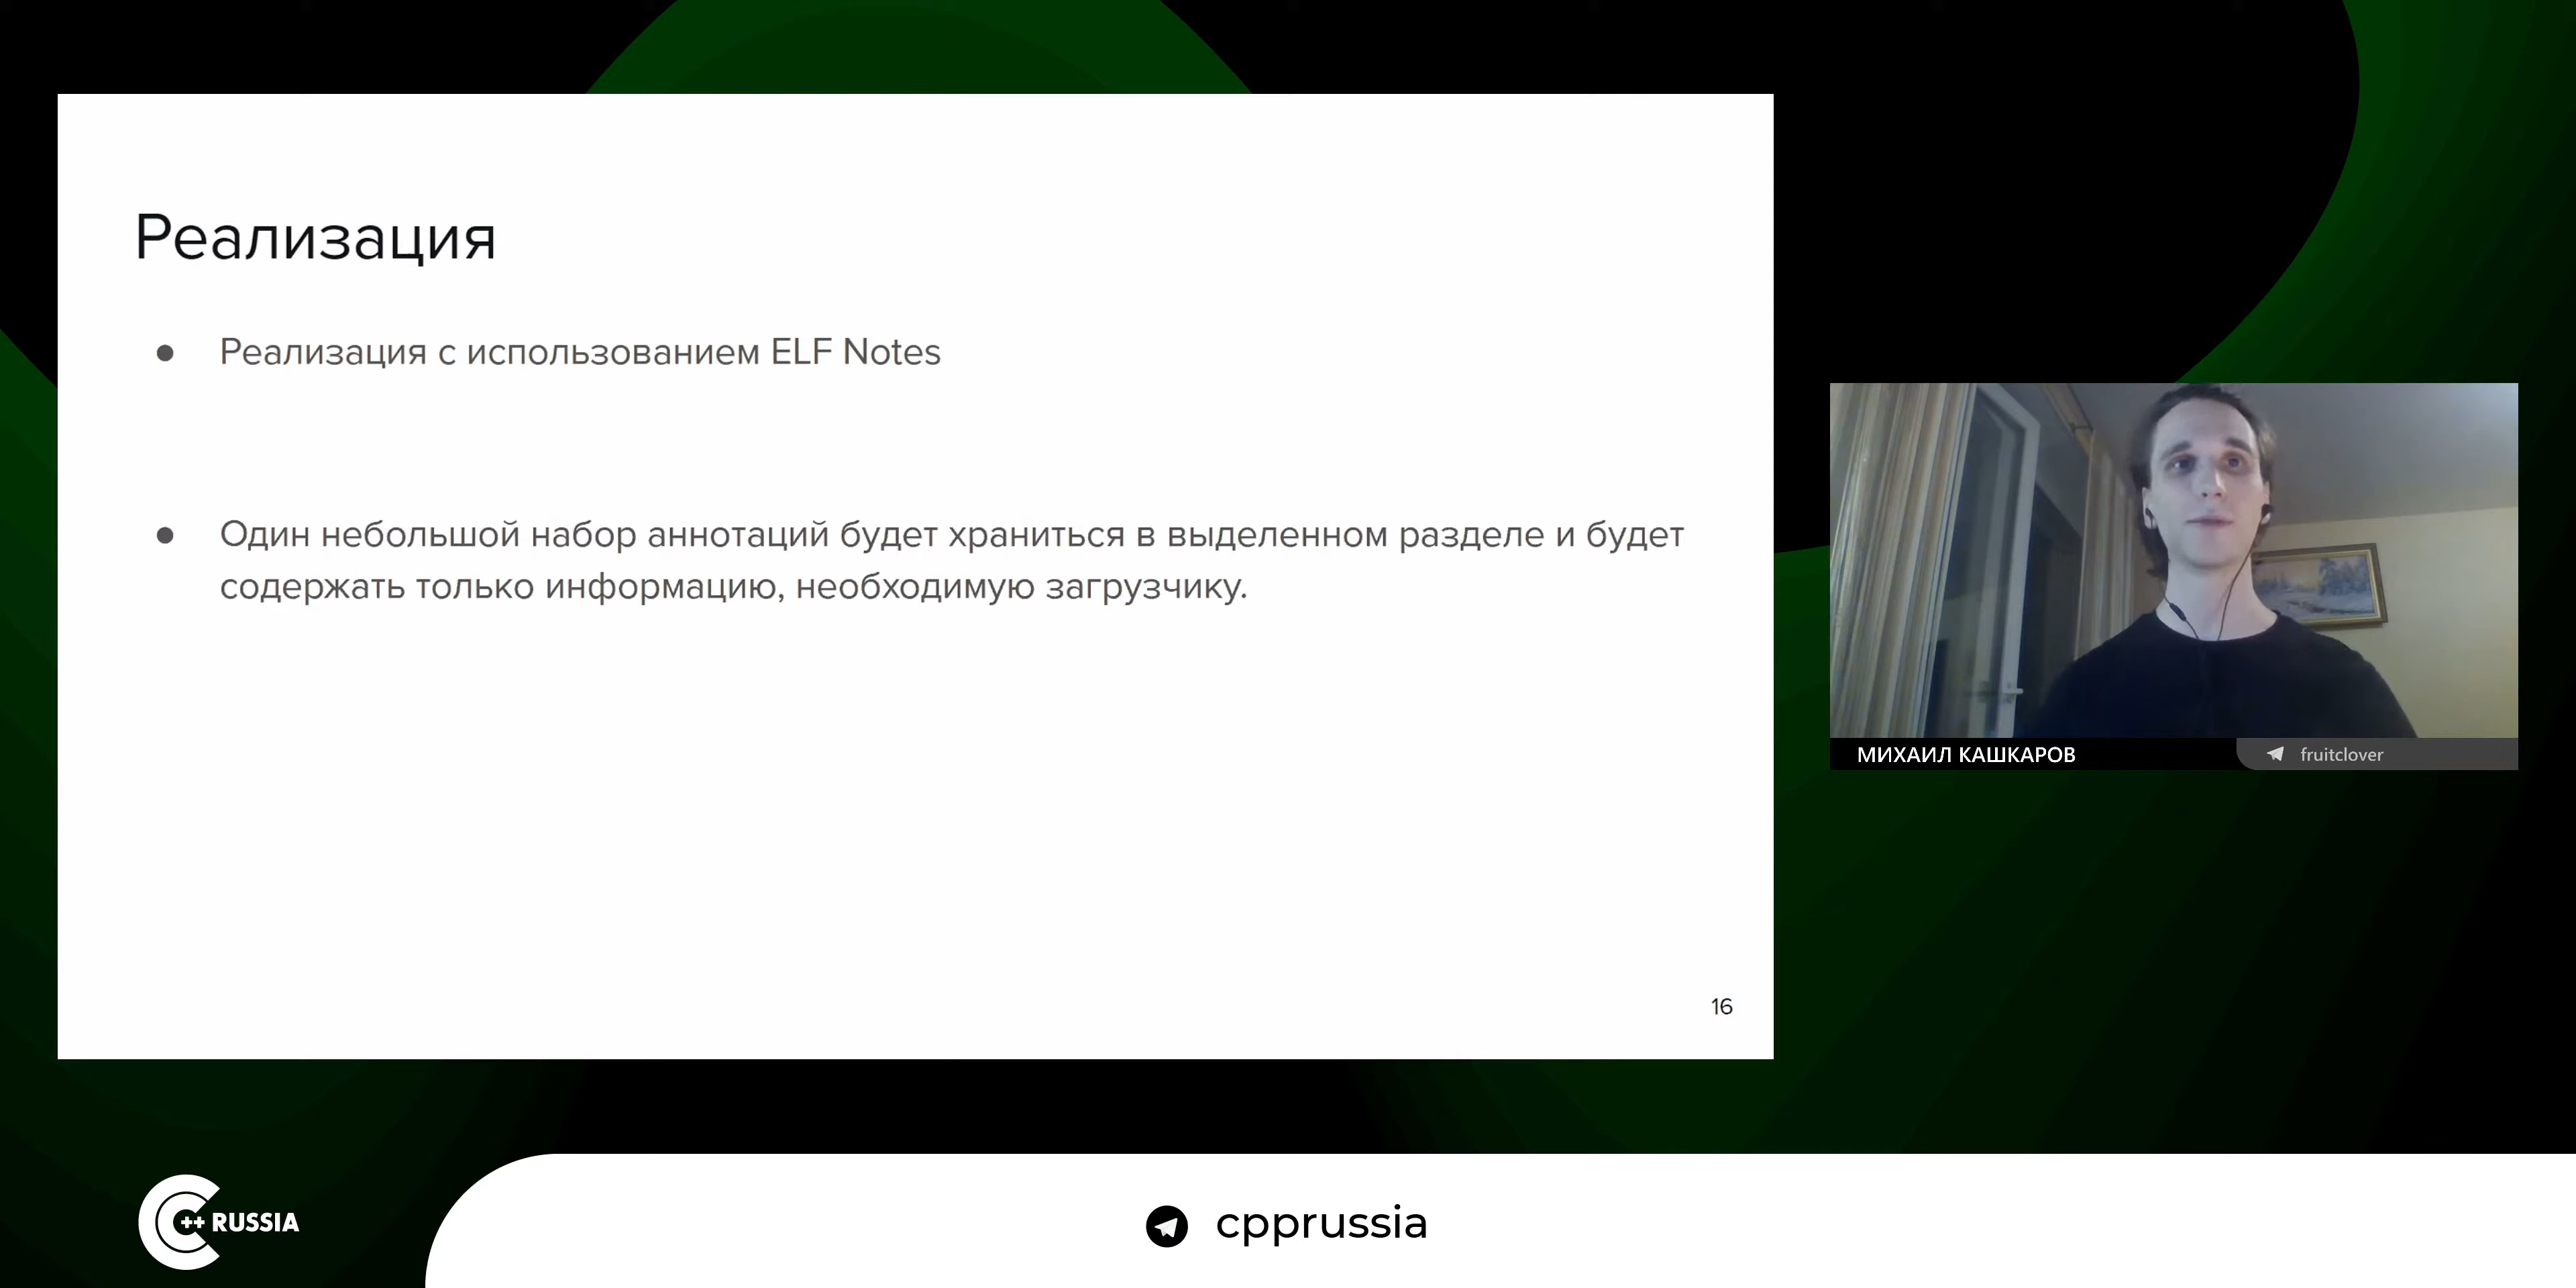 Реализация
● Реализация с использованием ELF Notes
● Один небольшой набор аннотаций будет храниться в выделенном разделе и будет
содержать только информацию, необходимую загрузчику.
16
МИХАИЛ КАШКАРОВ
fruitclover
C++ RUSSIA
cpprussia